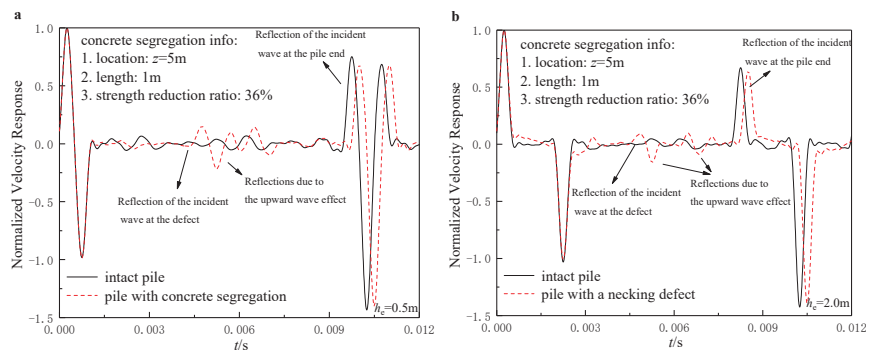 a
Normalized Velocity Response
1.0
0.5
0.0
-0.5
-1.0
-1.5
concrete segregation info:
1. location: z=5m
2. length: 1m
3. strength reduction ratio: 36%
Reflection of the incident
wave at the pile end
Reflection of the incident
wave at the defect
Reflections due to
the upward wave effect
intact pile
pile with concrete segregation
hₑ=0.5m
0.000
0.003
0.006
0.009
0.012
t/s
b
Normalized Velocity Response
1.0
0.5
0.0
-0.5
-1.0
-1.5
concrete segregation info:
1. location: z=5m
2. length: 1m
3. strength reduction ratio: 36%
Reflection of the incident
wave at the pile end
Reflection of the incident
wave at the defect
Reflections due to
the upward wave effect
intact pile
pile with a necking defect
hₑ=2.0m
0.000
0.003
0.006
0.009
0.012
t/s